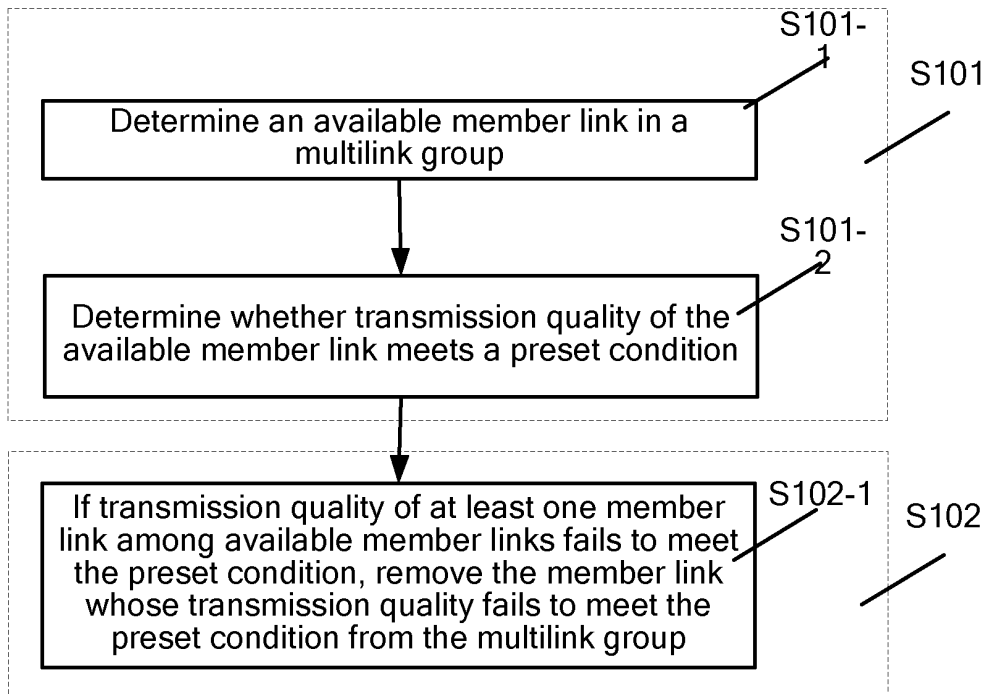 S101-
1
S101
Determine an available member link in a
multilink group
S101-
2
Determine whether transmission quality of the
available member link meets a preset condition
S102-1
S102
If transmission quality of at least one member
link among available member links fails to meet
the preset condition, remove the member link
whose transmission quality fails to meet the
preset condition from the multilink group